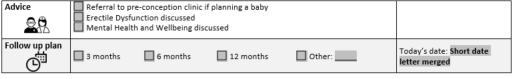 Advice
Referral to pre-conception clinic if planning a baby
Erectile Dysfunction discussed
Mental Health and Wellbeing discussed
Follow up plan
3 months
6 months
12 months
Other:
Today's date: Short date
letter merged